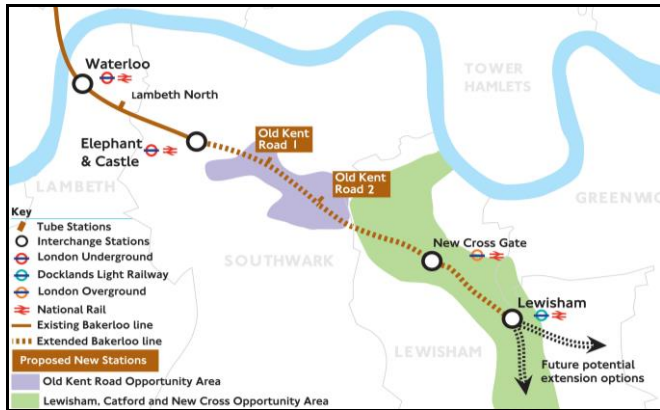 Waterloo
Lambeth North
TOWER
HAMLETS
Elephant
& Castle
Old Kent
Road 1
Old Kent
Road 2
LAMBETH
GREENWO
SOUTHWARK
New Cross Gate
Lewisham
LEWISHAM
Future potential
extension options
Key
Tube Stations
Interchange Stations
London Underground
Docklands Light Railway
London Overground
National Rail
Existing Bakerloo line
Extended Bakerloo line
Proposed New Stations
Old Kent Road Opportunity Area
Lewisham, Catford and New Cross Opportunity Area